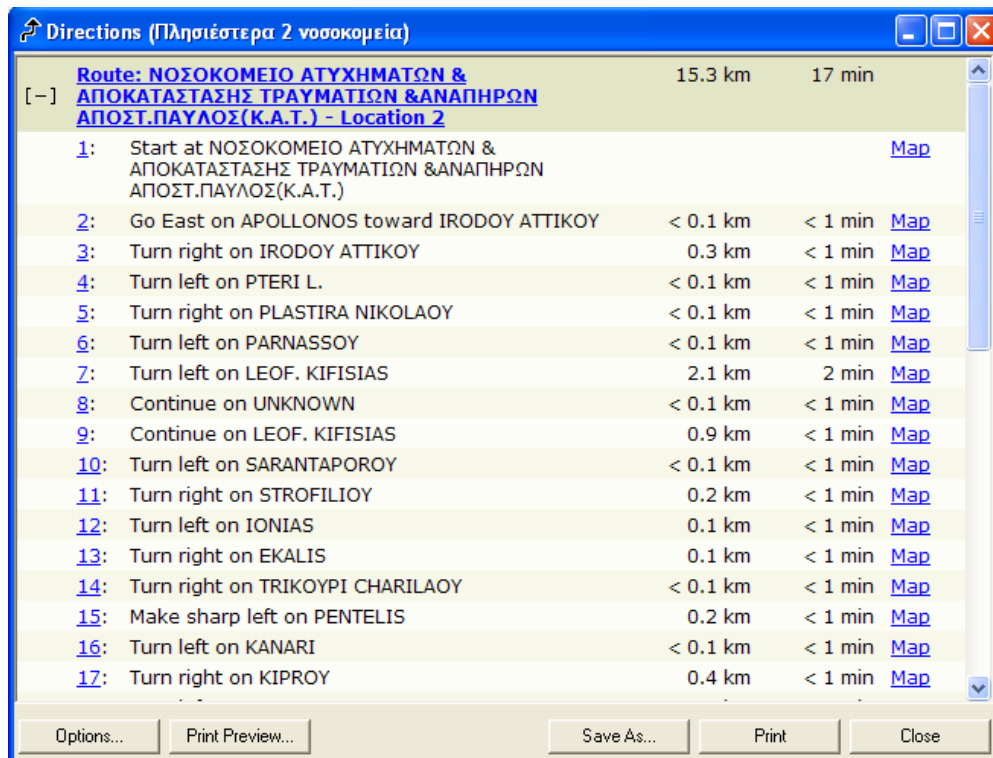 Directions (Πλησιέστερα 2 νοσοκομεία)
[-] Route: ΝΟΣΟΚΟΜΕΙΟ ΑΤΥΧΗΜΑΤΩΝ & 15.3 km 17 min
ΑΠΟΚΑΤΑΣΤΑΣΗΣ ΤΡΑΥΜΑΤΙΩΝ &ΑΝΑΠΗΡΩΝ
ΑΠΟΣΤ.ΠΑΥΛΟΣ(Κ.Α.Τ.) - Location 2
1: Start at ΝΟΣΟΚΟΜΕΙΟ ΑΤΥΧΗΜΑΤΩΝ & Map
ΑΠΟΚΑΤΑΣΤΑΣΗΣ ΤΡΑΥΜΑΤΙΩΝ &ΑΝΑΠΗΡΩΝ
ΑΠΟΣΤ.ΠΑΥΛΟΣ(Κ.Α.Τ.)
2: Go East on APOLLONOS toward IRODOY ATTIKOY < 0.1 km < 1 min Map
3: Turn right on IRODOY ATTIKOY 0.3 km < 1 min Map
4: Turn left on PTERI L. < 0.1 km < 1 min Map
5: Turn right on PLASTIRA NIKOLAOY < 0.1 km < 1 min Map
6: Turn left on PARNASSOY < 0.1 km < 1 min Map
7: Turn left on LEOF. KIFISIAS 2.1 km 2 min Map
8: Continue on UNKNOWN < 0.1 km < 1 min Map
9: Continue on LEOF. KIFISIAS 0.9 km < 1 min Map
10: Turn left on SARANTAPOROY < 0.1 km < 1 min Map
11: Turn right on STROFILIOY 0.2 km < 1 min Map
12: Turn left on IONIAS 0.1 km < 1 min Map
13: Turn right on EKALIS 0.1 km < 1 min Map
14: Turn right on TRIKOYPI CHARILAOY < 0.1 km < 1 min Map
15: Make sharp left on PENTELIS 0.2 km < 1 min Map
16: Turn left on KANARI < 0.1 km < 1 min Map
17: Turn right on KIPROY 0.4 km < 1 min Map
Options... Print Preview... Save As... Print Close